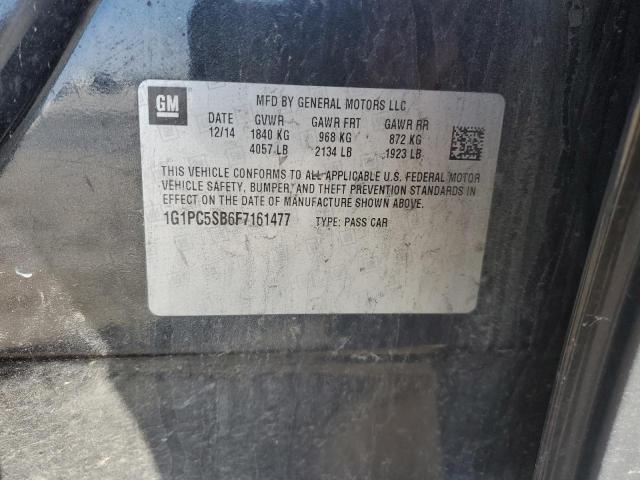 GM
MFD BY GENERAL MOTORS LLC
DATE GVWR GAWR FRT GAWR RR
12/14 1840 KG 968 KG 872 KG
4057 LB 2134 LB 1923 LB
THIS VEHICLE CONFORMS TO ALL APPLICABLE U.S. FEDERAL MOTOR
VEHICLE SAFETY, BUMPER, AND THEFT PREVENTION STANDARDS IN
EFFECT ON THE DATE OF MANUFACTURE SHOWN ABOVE.
1G1PC5SB6F7161477 TYPE: PASS CAR